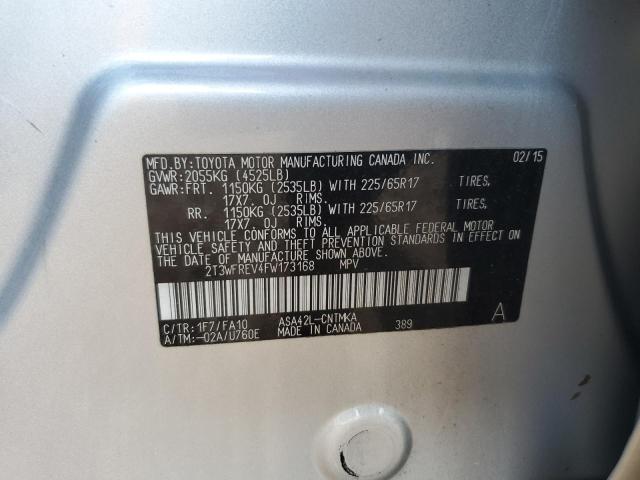 MFD.BY:TOYOTA MOTOR MANUFACTURING CANADA INC. 02/15
GVWR:2055KG (4525LB)
GAWR:FRT. 1150KG (2535LB) WITH 225/65R17 TIRES,
17X7. 0J RIMS.
RR. 1150KG (2535LB) WITH 225/65R17 TIRES,
17X7. 0J RIMS.
THIS VEHICLE CONFORMS TO ALL APPLICABLE FEDERAL MOTOR
VEHICLE SAFETY AND THEFT PREVENTION STANDARDS IN EFFECT ON
THE DATE OF MANUFACTURE SHOWN ABOVE.
2T3WFREV4FW173168 MPV
C/TR:1F7/FA10 ASA42L-CNTMKA 389
A/TM:-02A/U760E MADE IN CANADA A